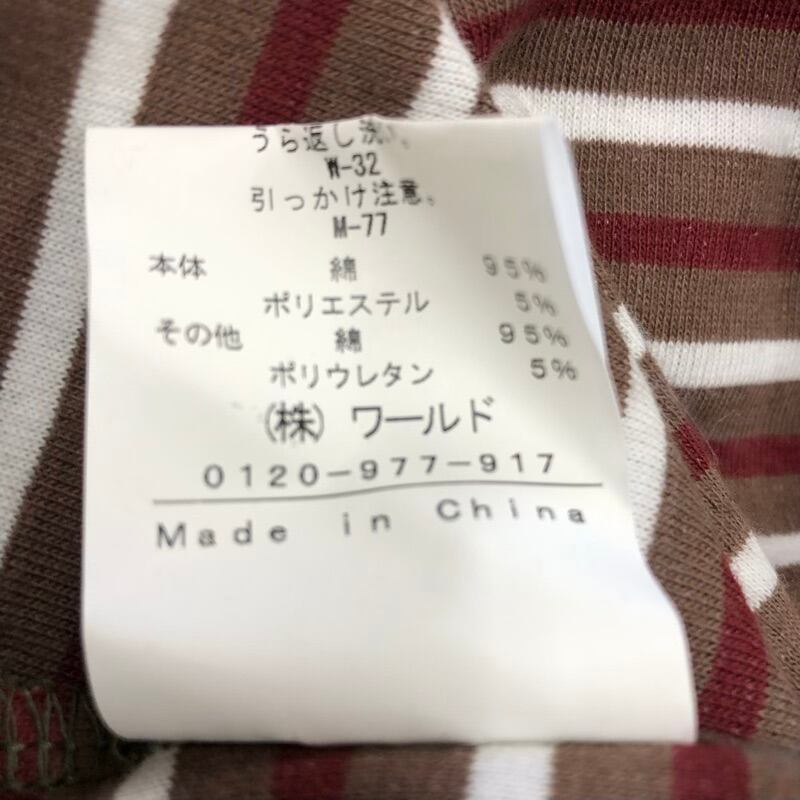 うら返し洗い。
W-32
引っかけ注意。
M-77
本体 綿 95%
ポリエステル 5%
その他 綿 95%
ポリウレタン 5%
(株)ワールド
0120-977-917
Made in China